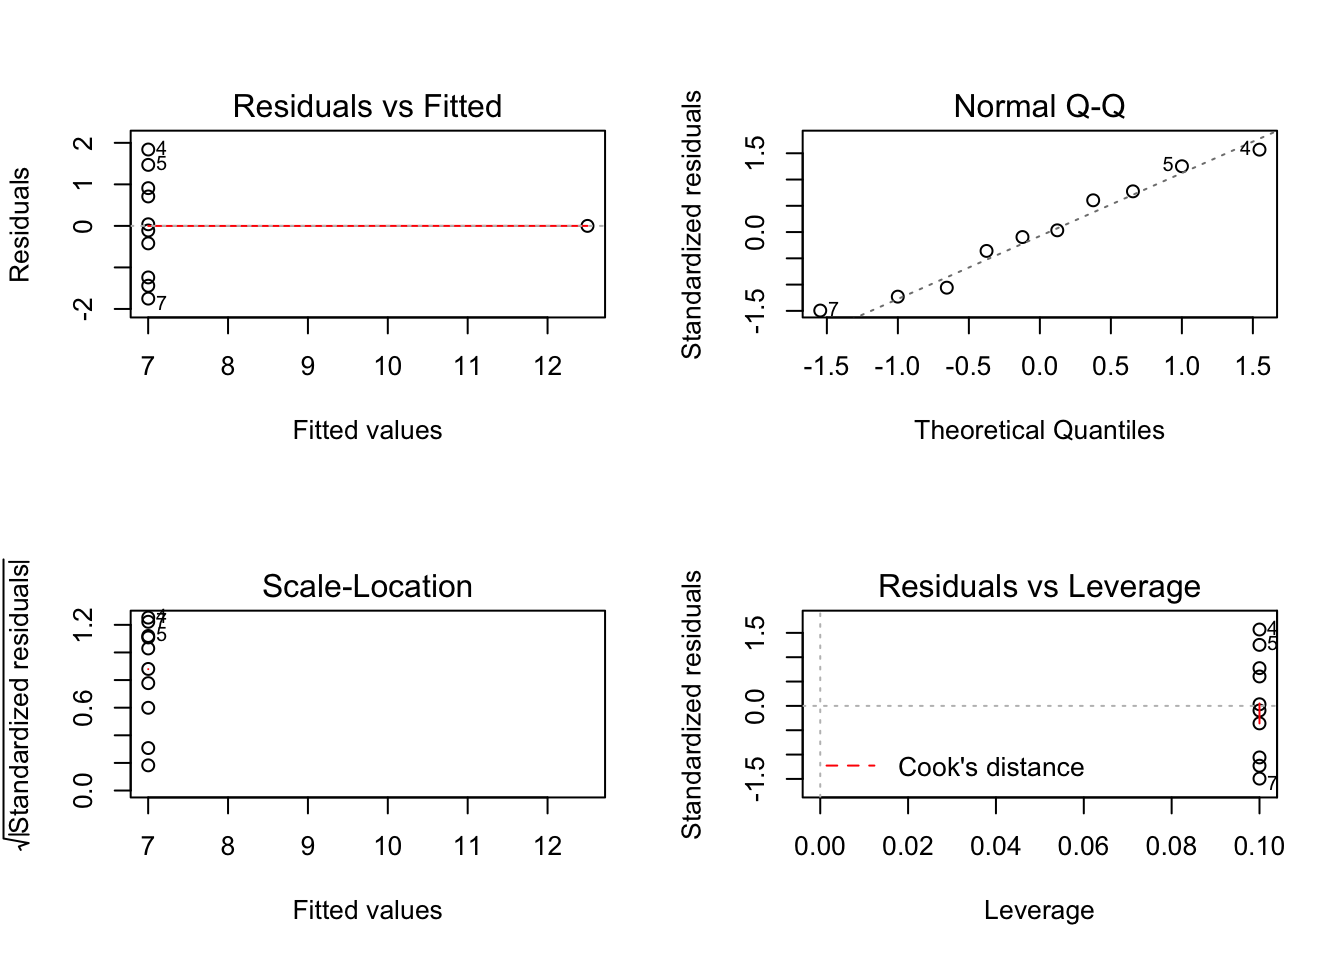 Residuals vs Fitted
Residuals
2
1
0
-2
4
5
7
7 8 9 10 11 12
Fitted values
Normal Q-Q
Standardized residuals
1.5
0.0
-1.5
4
5
7
-1.5 -1.0 -0.5 0.0 0.5 1.0 1.5
Theoretical Quantiles
Scale-Location
√|Standardized residuals|
1.2
0.6
0.0
4
7
5
7 8 9 10 11 12
Fitted values
Residuals vs Leverage
Standardized residuals
1.5
0.0
-1.5
4
5
7
Cook's distance
0.00 0.02 0.04 0.06 0.08 0.10
Leverage